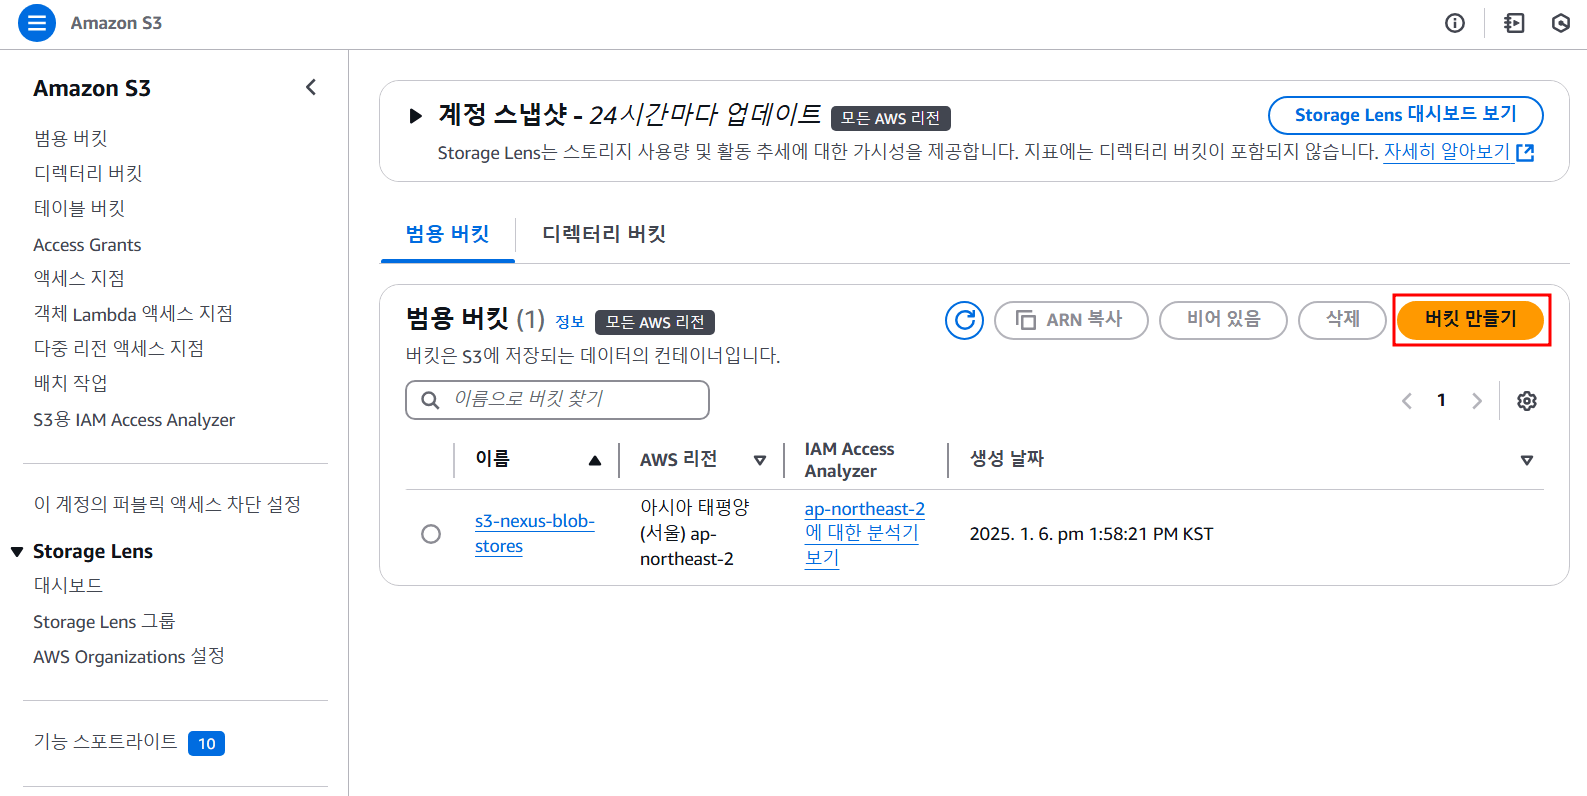 Amazon S3
Amazon S3
범용 버킷
디렉터리 버킷
테이블 버킷
Access Grants
액세스 지점
객체 Lambda 액세스 지점
다중 리전 액세스 지점
배치 작업
S3용 IAM Access Analyzer
이 계정의 퍼블릭 액세스 차단 설정
Storage Lens
대시보드
Storage Lens 그룹
AWS Organizations 설정
기능 스포트라이트 10
계정 스냅샷 - 24시간마다 업데이트 모든 AWS 리전
Storage Lens 대시보드 보기
Storage Lens는 스토리지 사용량 및 활동 추세에 대한 가시성을 제공합니다. 지표에는 디렉터리 버킷이 포함되지 않습니다. 자세히 알아보기
범용 버킷 디렉터리 버킷
범용 버킷 (1) 정보 모든 AWS 리전
ARN 복사 비어 있음 삭제 버킷 만들기
버킷은 S3에 저장되는 데이터의 컨테이너입니다.
이름으로 버킷 찾기
1
이름
AWS 리전
IAM Access
Analyzer
생성 날짜
s3-nexus-blob-
stores
아시아 태평양
(서울) ap-
northeast-2
ap-northeast-2
에 대한 분석기
보기
2025. 1. 6. pm 1:58:21 PM KST